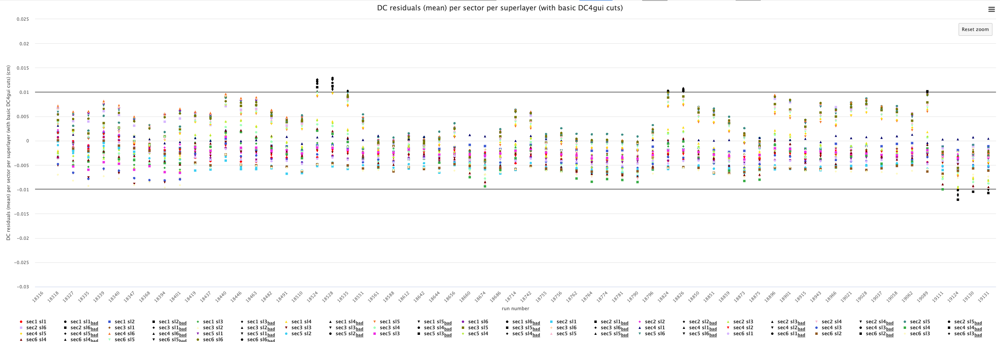 DC residuals (mean) per sector per superlayer (with basic DC4gui cuts)
Reset zoom
DC residuals (mean) per sector per superlayer (with basic DC4gui cuts) (cm)
0.025
0.02
0.015
0.01
0.005
0
−0.005
−0.01
−0.015
−0.02
−0.025
−0.03
18316 18318 18327 18335 18339 18340 18347 18368 18394 18401 18419 18437 18440 18446 18463 18482 18491 18510 18524 18528 18535 18551 18561 18588 18612 18642 18644 18656 18660 18674 18686 18714 18742 18755 18756 18762 18764 18774 18781 18790 18796 18824 18826 18850 18851 18859 18873 18875 18896 18901 18915 18943 18966 19021 19028 19037 19058 19062 19089 19111 19124 19130 19131
run number
sec1 sl1 sec1 sl1bad sec1 sl2 sec1 sl2bad sec1 sl3 sec1 sl3bad sec1 sl4 sec1 sl4bad sec1 sl5 sec1 sl5bad sec1 sl6 sec1 sl6bad sec2 sl1 sec2 sl1bad sec2 sl2 sec2 sl2bad sec2 sl3 sec2 sl3bad sec2 sl4 sec2 sl4bad sec2 sl5 sec2 sl5bad
sec2 sl6 sec2 sl6bad sec3 sl1 sec3 sl1bad sec3 sl2 sec3 sl2bad sec3 sl3 sec3 sl3bad sec3 sl4 sec3 sl4bad sec3 sl5 sec3 sl5bad sec3 sl6 sec3 sl6bad sec4 sl1 sec4 sl1bad sec4 sl2 sec4 sl2bad sec4 sl3 sec4 sl3bad sec4 sl4 sec4 sl4bad
sec4 sl5 sec4 sl5bad sec4 sl6 sec4 sl6bad sec5 sl1 sec5 sl1bad sec5 sl2 sec5 sl2bad sec5 sl3 sec5 sl3bad sec5 sl4 sec5 sl4bad sec5 sl5 sec5 sl5bad sec5 sl6 sec5 sl6bad sec6 sl1 sec6 sl1bad sec6 sl2 sec6 sl2bad sec6 sl3 sec6 sl3bad
sec6 sl4 sec6 sl4bad sec6 sl5 sec6 sl5bad sec6 sl6 sec6 sl6bad